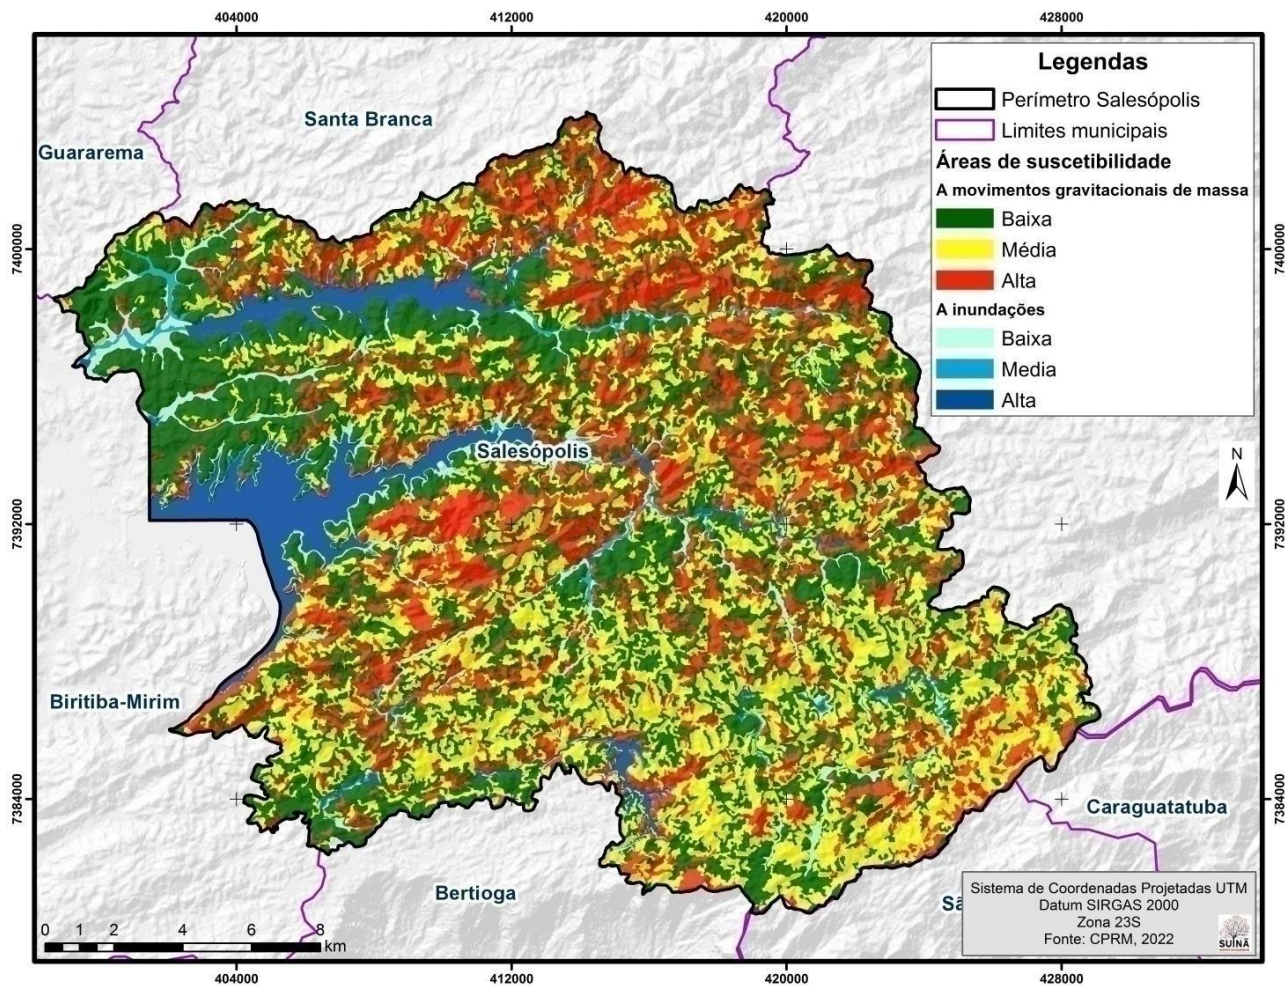 404000
412000
420000
428000
Legendas
Perímetro Salesópolis
Limites municipais
Áreas de suscetibilidade
A movimentos gravitacionais de massa
Baixa
Média
Alta
A inundações
Baixa
Media
Alta
Santa Branca
Guararema
7400000
7400000
Salesópolis
N
7392000
7392000
Biritiba-Mirim
7384000
7384000
Caraguatatuba
Bertioga
Sistema de Coordenadas Projetadas UTM
Datum SIRGAS 2000
Zona 23S
Fonte: CPRM, 2022
SUINÃ
0 1 2 4 6 8
km
404000
412000
420000
428000